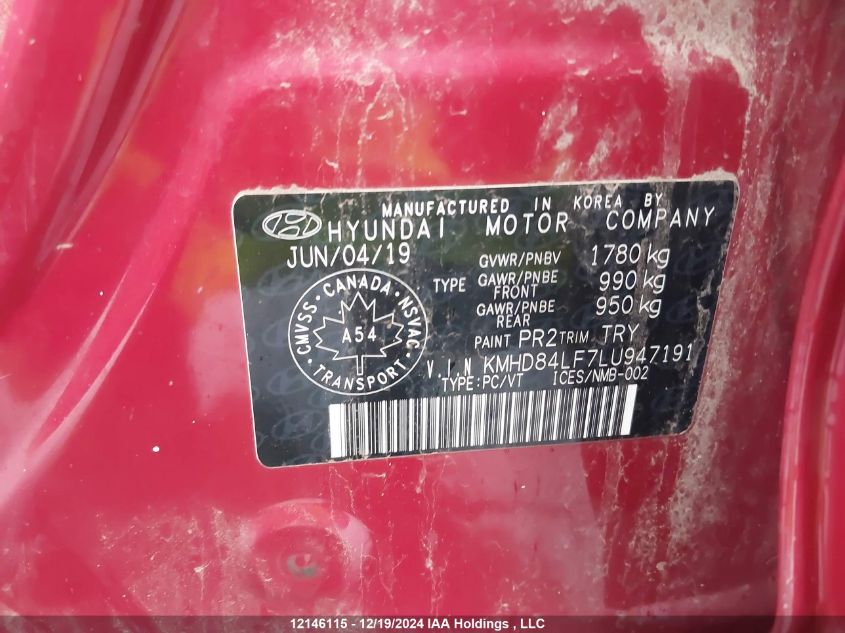 MANUFACTURED IN KOREA BY
HYUNDAI MOTOR COMPANY
JUN/04/19
GVWR/PNBV 1780 kg
TYPE GAWR/PNBE FRONT 990 kg
GAWR/PNBE REAR 950 kg
PAINT PR2 TRIM TRY
V.I.N KMHD84LF7LU947191
TYPE:PC/VT ICES/NMB-002
CMVSS · CANADA · NSVAC · TRANSPORT ·
A54
12146115 - 12/19/2024 IAA Holdings , LLC